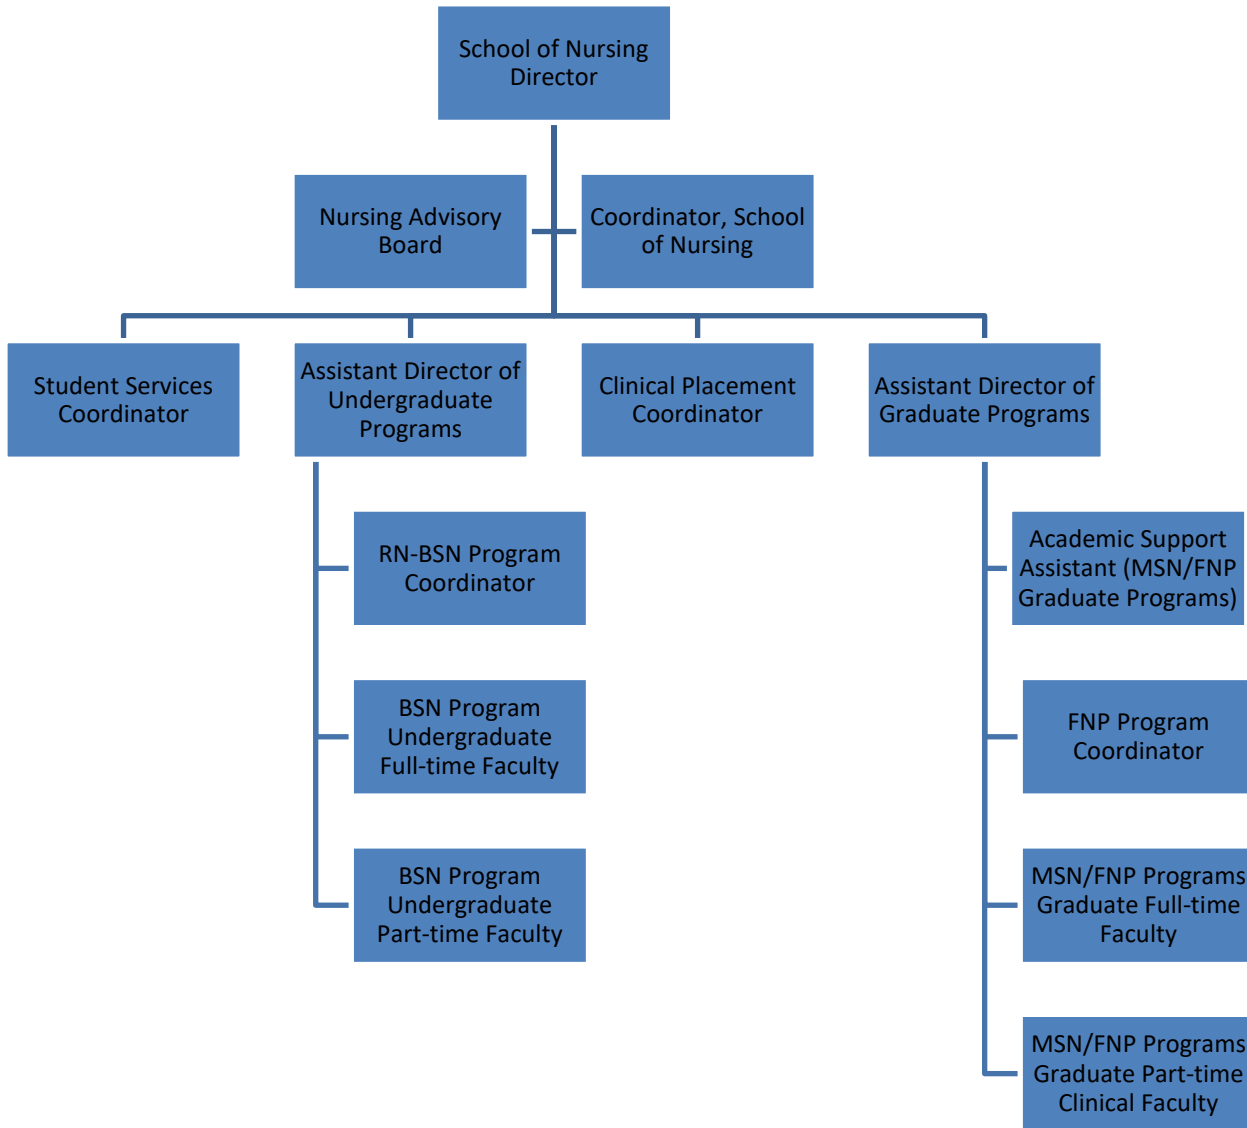 School of Nursing
Director
Nursing Advisory
Board
Coordinator, School
of Nursing
Student Services
Coordinator
Assistant Director of
Undergraduate
Programs
Clinical Placement
Coordinator
Assistant Director of
Graduate Programs
RN-BSN Program
Coordinator
BSN Program
Undergraduate
Full-time Faculty
BSN Program
Undergraduate
Part-time Faculty
Academic Support
Assistant (MSN/FNP
Graduate Programs)
FNP Program
Coordinator
MSN/FNP Programs
Graduate Full-time
Faculty
MSN/FNP Programs
Graduate Part-time
Clinical Faculty